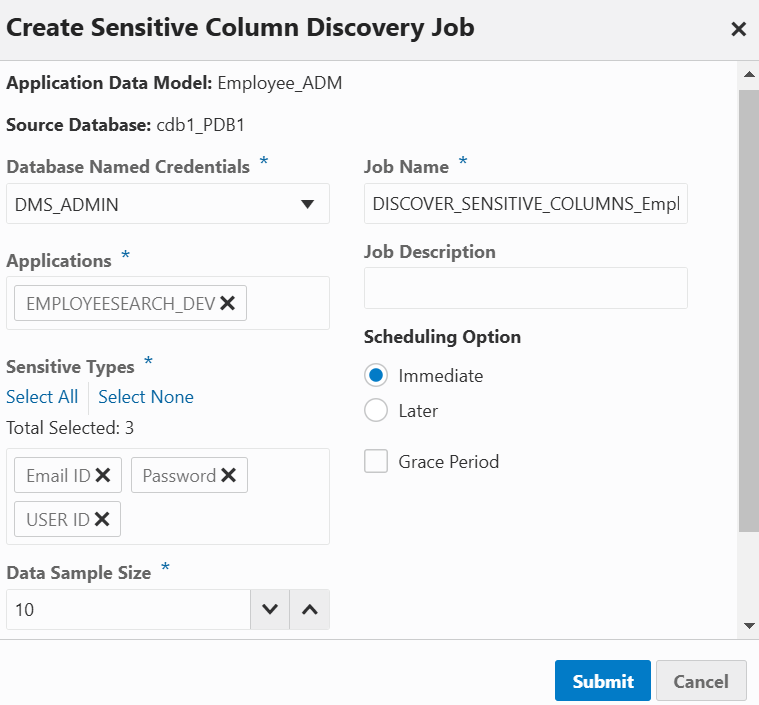 Create Sensitive Column Discovery Job
Application Data Model: Employee_ADM
Source Database: cdb1_PDB1
Database Named Credentials *
DMS_ADMIN
Applications *
EMPLOYEESEARCH_DEV
Sensitive Types *
Select All
Select None
Total Selected: 3
Email ID
Password
USER ID
Data Sample Size *
10
Job Name *
DISCOVER_SENSITIVE_COLUMNS_Empl
Job Description
Scheduling Option
Immediate
Later
Grace Period
Submit
Cancel